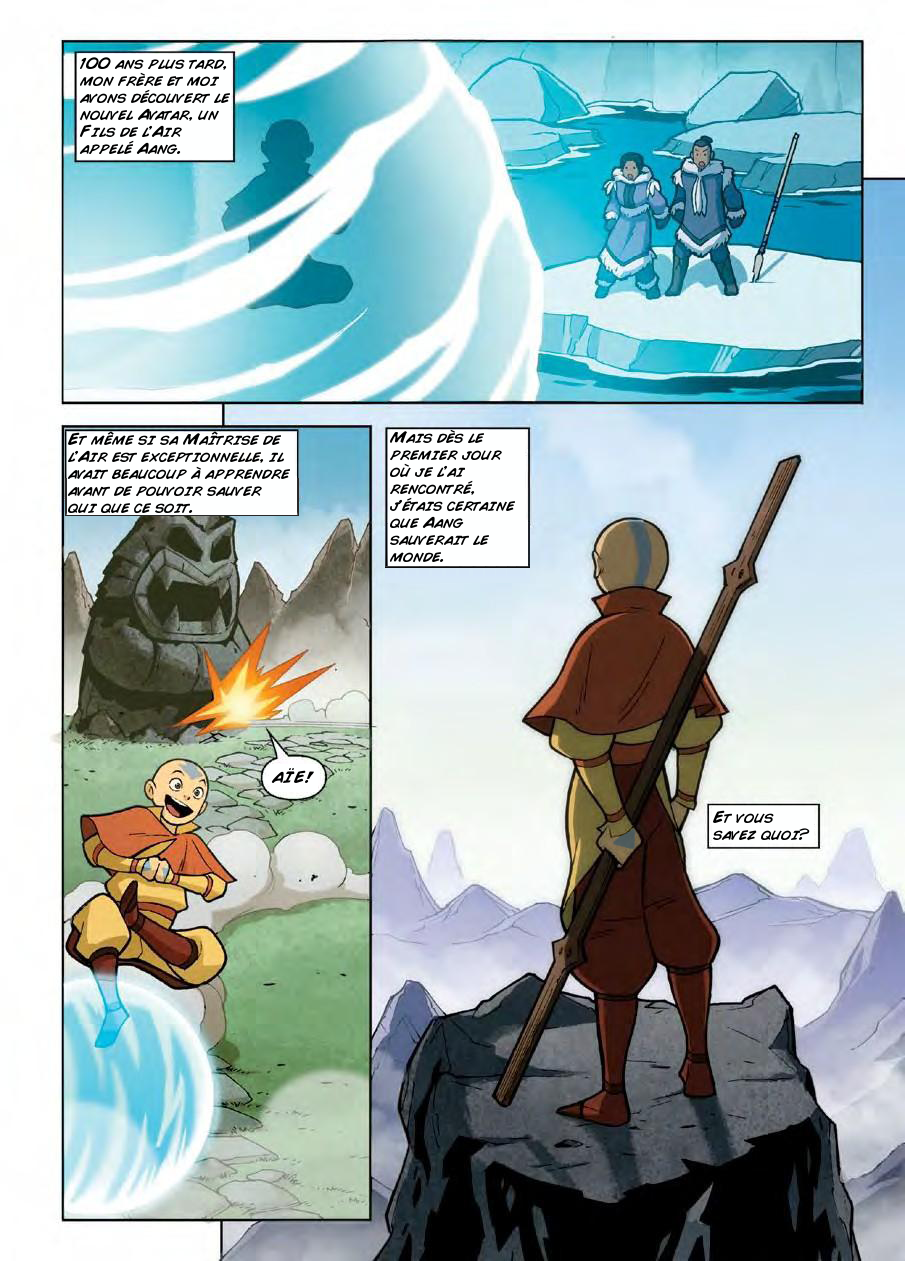 100 ANS PLUS TARD,
MON FRÈRE ET MOI
AVONS DÉCOUVERT LE
NOUVEL AVATAR, UN
FILS DE L'AIR
APPELÉ AANG.
ET MÊME SI SA MAÎTRISE DE
L'AIR EST EXCEPTIONNELLE, IL
AVAIT BEAUCOUP À APPRENDRE
AVANT DE POUVOIR SAUVER
QUI QUE CE SOIT.
AÏE!
MAIS DÈS LE
PREMIER JOUR
OÙ JE L'AI
RENCONTRÉ,
J'ÉTAIS CERTAINE
QUE AANG
SAUVERAIT LE
MONDE.
ET VOUS
SAVEZ QUOI?